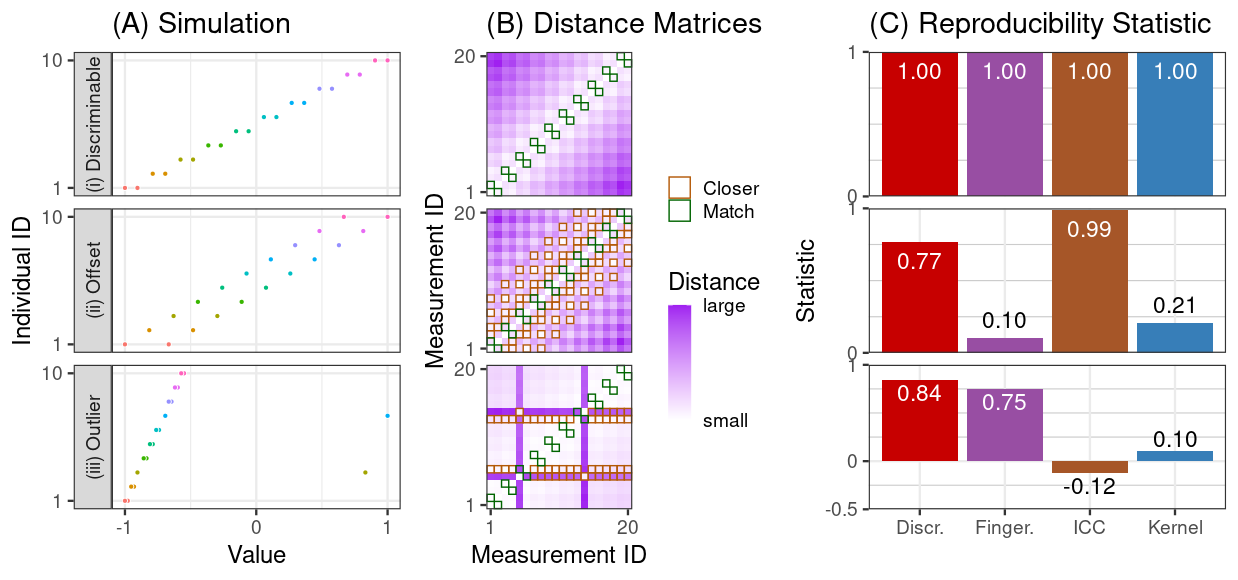 (A) Simulation
(B) Distance Matrices
(C) Reproducibility Statistic
Individual ID
(i) Discriminable
10
1
(ii) Offset
10
1
(iii) Outlier
10
1
-1
0
1
Value
Measurement ID
20
1
20
1
20
1
1
20
Measurement ID
Closer
Match
Distance
large
small
Statistic
1
0
1.00
1.00
1.00
1.00
1
0
0.77
0.10
0.99
0.21
1
0
-0.5
0.84
0.75
-0.12
0.10
Discr.
Finger.
ICC
Kernel